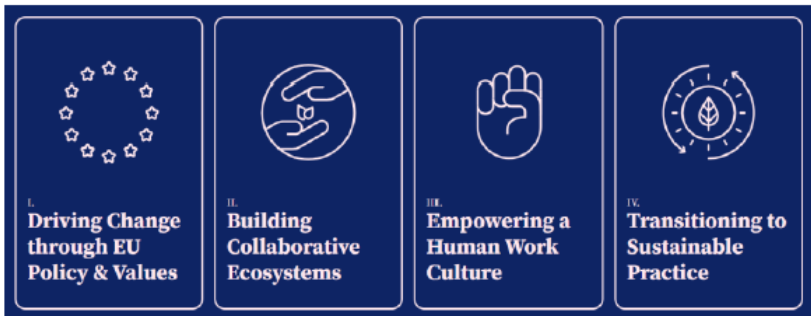 I.
Driving Change
through EU
Policy & Values
II.
Building
Collaborative
Ecosystems
III.
Empowering a
Human Work
Culture
IV.
Transitioning to
Sustainable
Practice